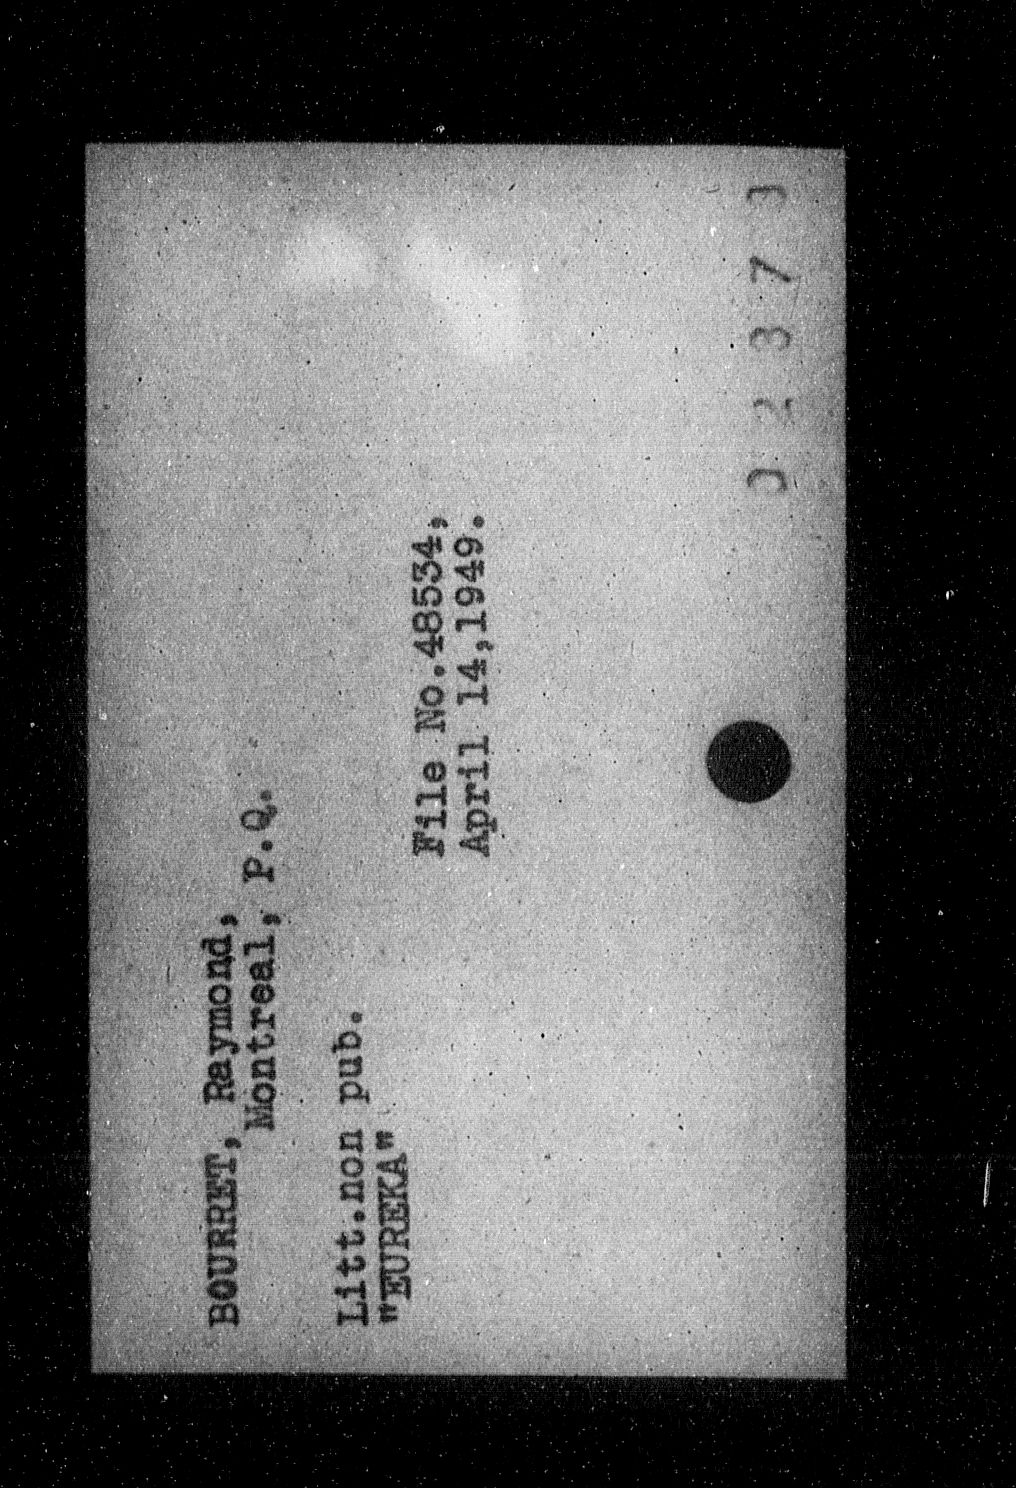 BOURRET, Raymond,
Montreal, P.Q.
Litt.non pub.
"EUREKA"
File No.48534,
April 14,1949.